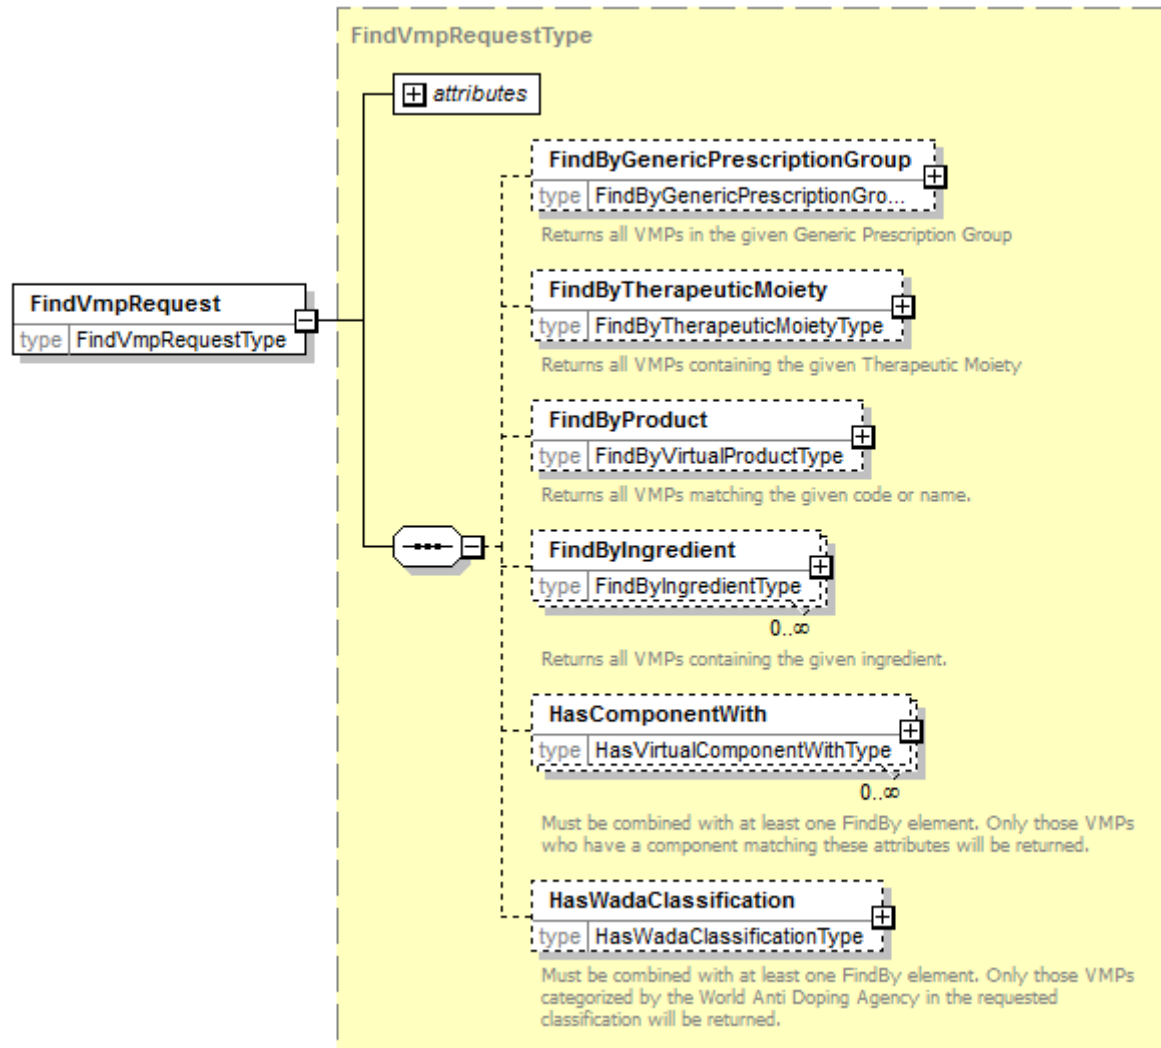 FindVmpRequestType
attributes
FindByGenericPrescriptionGroup
type FindByGenericPrescriptionGro...
Returns all VMPs in the given Generic Prescription Group
FindVmpRequest
type FindVmpRequestType
FindByTherapeuticMoiety
type FindByTherapeuticMoietyType
Returns all VMPs containing the given Therapeutic Moiety
FindByProduct
type FindByVirtualProductType
Returns all VMPs matching the given code or name.
FindByIngredient
type FindByIngredientType
0..∞
Returns all VMPs containing the given ingredient.
HasComponentWith
type HasVirtualComponentWithType
0..∞
Must be combined with at least one FindBy element. Only those VMPs
who have a component matching these attributes will be returned.
HasWadaClassification
type HasWadaClassificationType
Must be combined with at least one FindBy element. Only those VMPs
categorized by the World Anti Doping Agency in the requested
classification will be returned.